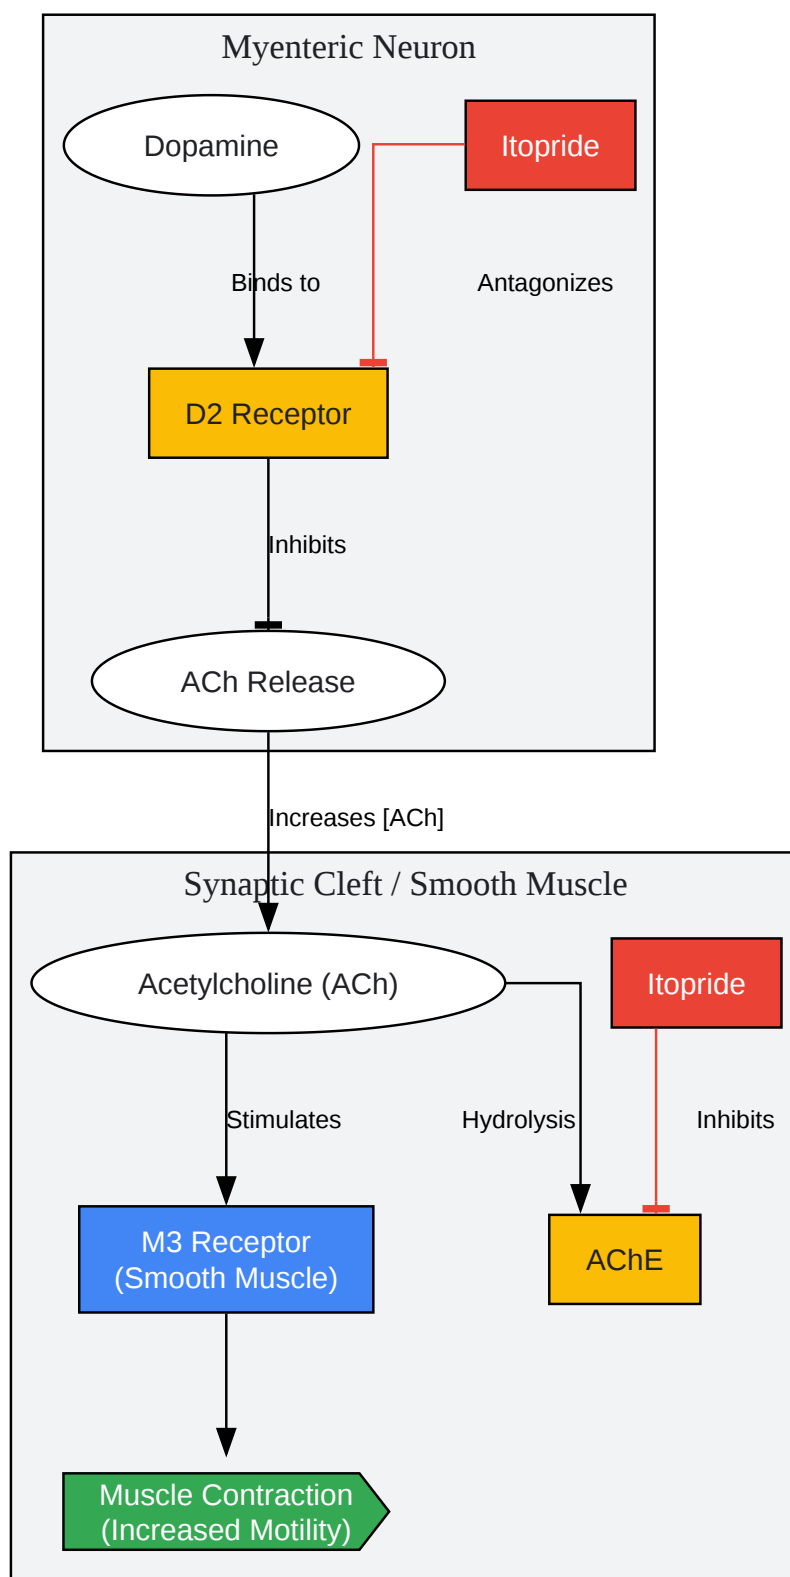 Myenteric Neuron
Dopamine
Itopride
Binds to
Antagonizes
D2 Receptor
Inhibits
ACh Release
Increases [ACh]
Synaptic Cleft / Smooth Muscle
Acetylcholine (ACh)
Itopride
Stimulates
Hydrolysis
Inhibits
M3 Receptor
(Smooth Muscle)
AChE
Muscle Contraction
(Increased Motility)